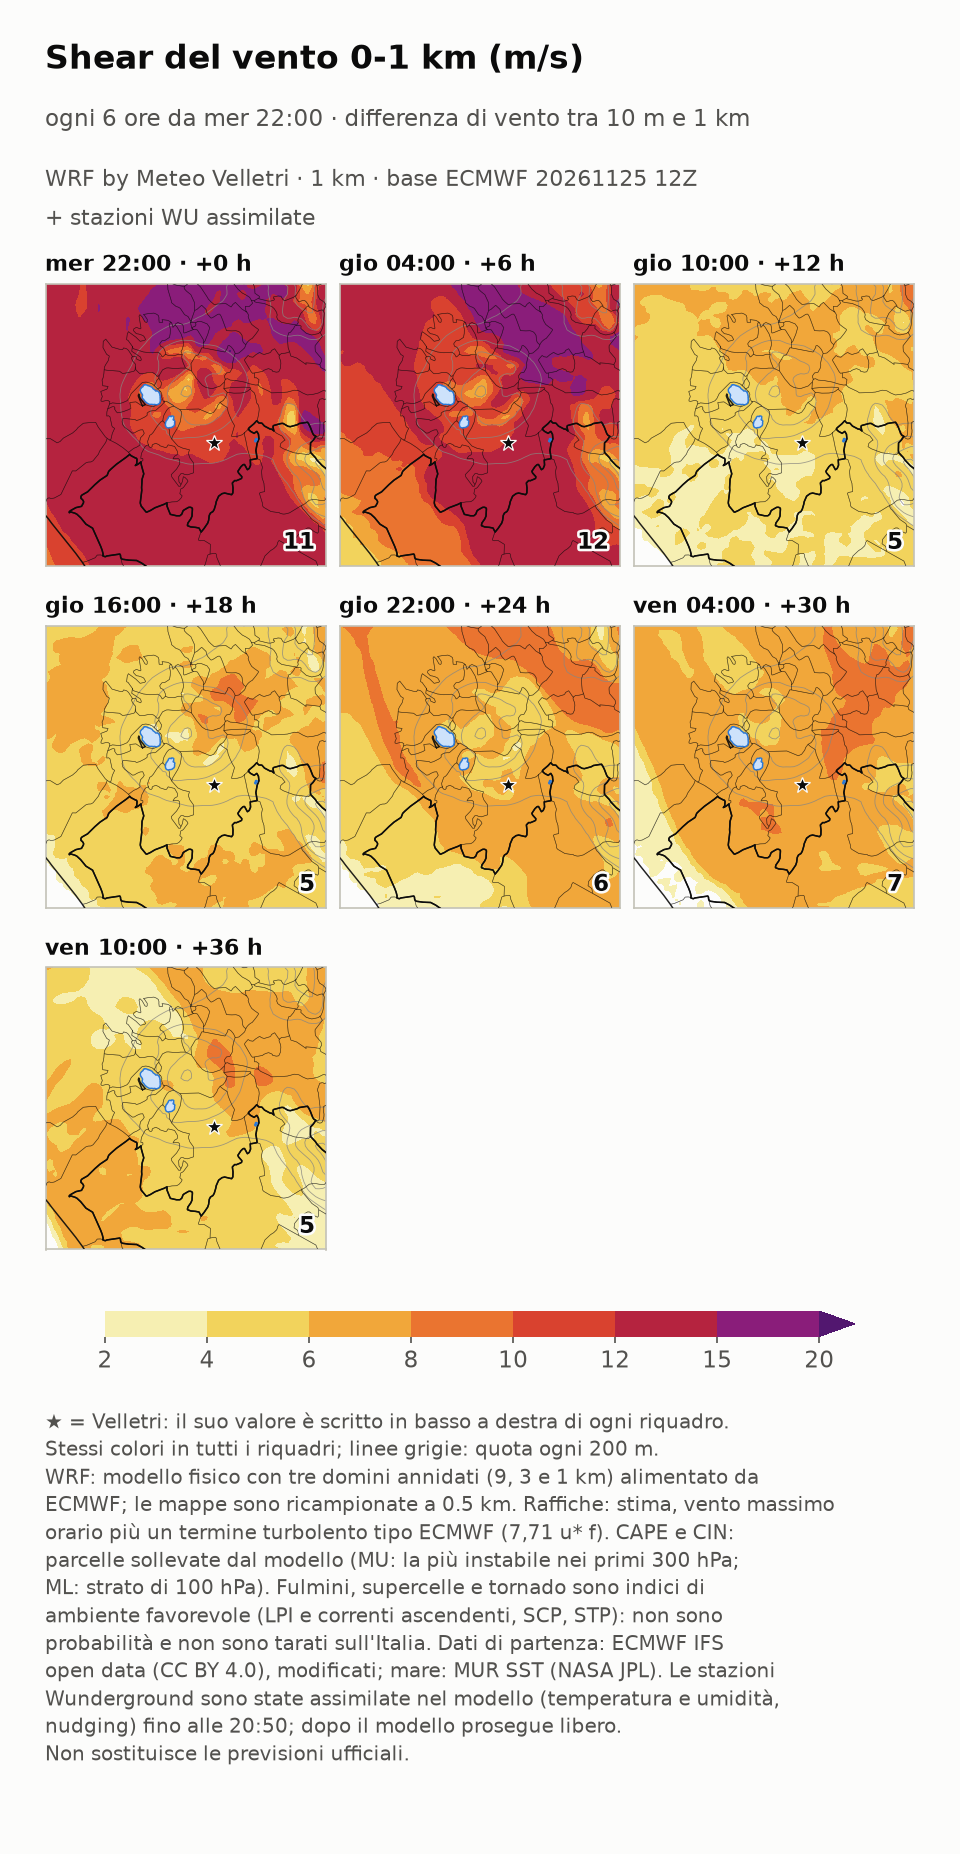 Shear del vento 0-1 km (m/s)
ogni 6 ore da mer 22:00 · differenza di vento tra 10 m e 1 km
WRF by Meteo Velletri · 1 km · base ECMWF 20261125 12Z
+ stazioni WU assimilate
mer 22:00 · +0 h
gio 04:00 · +6 h
gio 10:00 · +12 h
11
12
5
gio 16:00 · +18 h
gio 22:00 · +24 h
ven 04:00 · +30 h
5
6
7
ven 10:00 · +36 h
5
2 4 6 8 10 12 15 20
★ = Velletri: il suo valore è scritto in basso a destra di ogni riquadro.
Stessi colori in tutti i riquadri; linee grigie: quota ogni 200 m.
WRF: modello fisico con tre domini annidati (9, 3 e 1 km) alimentato da
ECMWF; le mappe sono ricampionate a 0.5 km. Raffiche: stima, vento massimo
orario più un termine turbolento tipo ECMWF (7,71 u* f). CAPE e CIN:
parcelle sollevate dal modello (MU: la più instabile nei primi 300 hPa;
ML: strato di 100 hPa). Fulmini, supercelle e tornado sono indici di
ambiente favorevole (LPI e correnti ascendenti, SCP, STP): non sono
probabilità e non sono tarati sull'Italia. Dati di partenza: ECMWF IFS
open data (CC BY 4.0), modificati; mare: MUR SST (NASA JPL). Le stazioni
Wunderground sono state assimilate nel modello (temperatura e umidità,
nudging) fino alle 20:50; dopo il modello prosegue libero.
Non sostituisce le previsioni ufficiali.